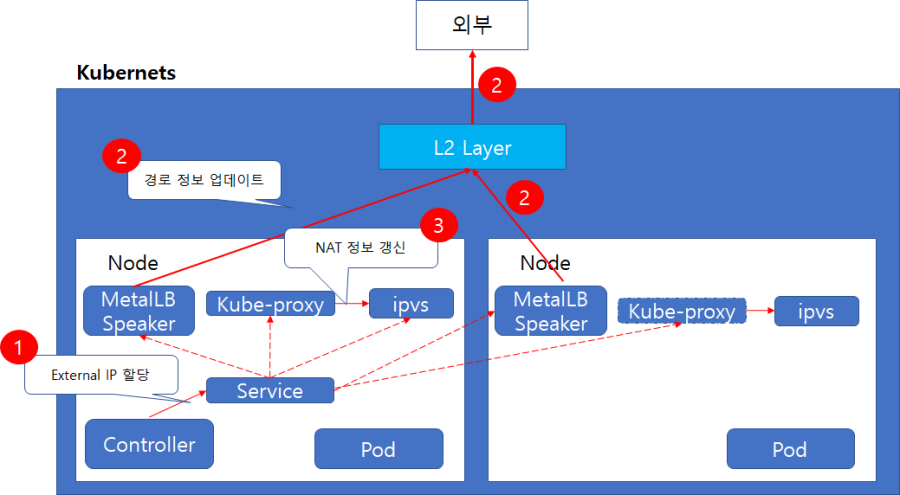 외부
Kubernets
2
L2 Layer
2
경로 정보 업데이트
2
3
NAT 정보 갱신
Node
Node
MetalLB
Speaker
Kube-proxy
ipvs
MetalLB
Speaker
Kube-proxy
ipvs
1
External IP 할당
Service
Controller
Pod
Pod